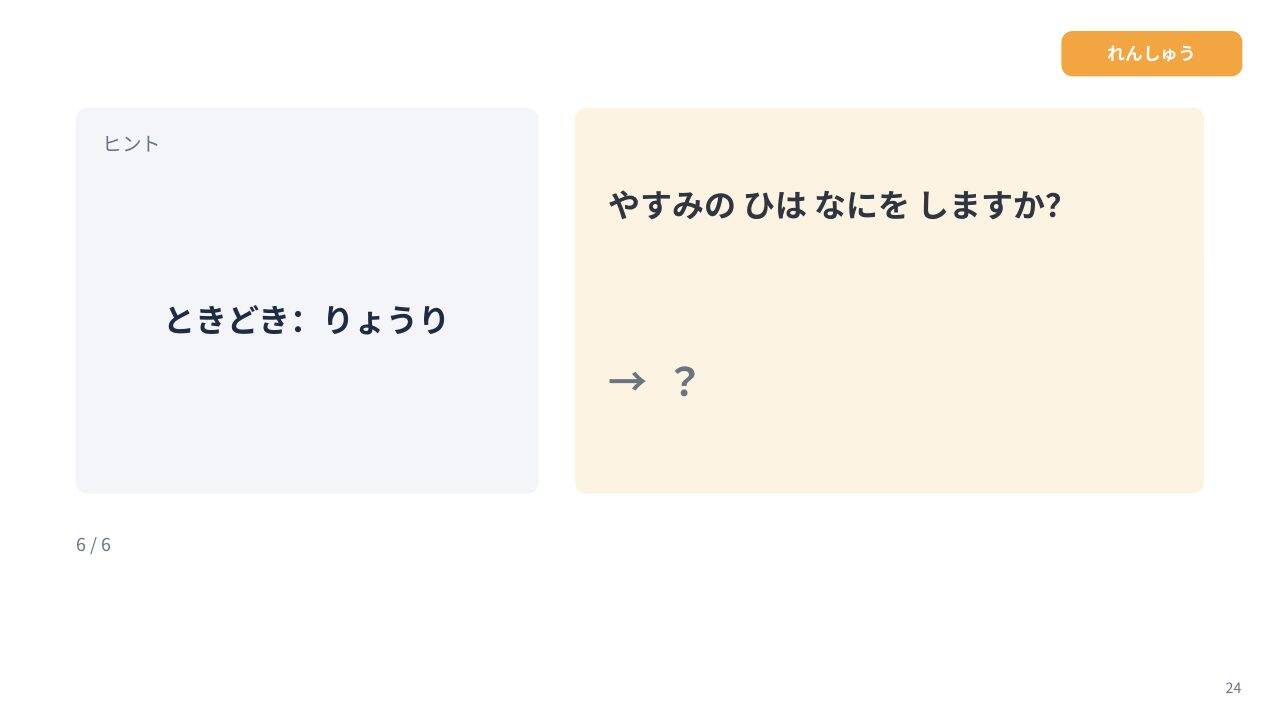 れんしゅう
ヒント
ときどき：りょうり
やすみの ひは なにを しますか?
→ ？
6 / 6
24